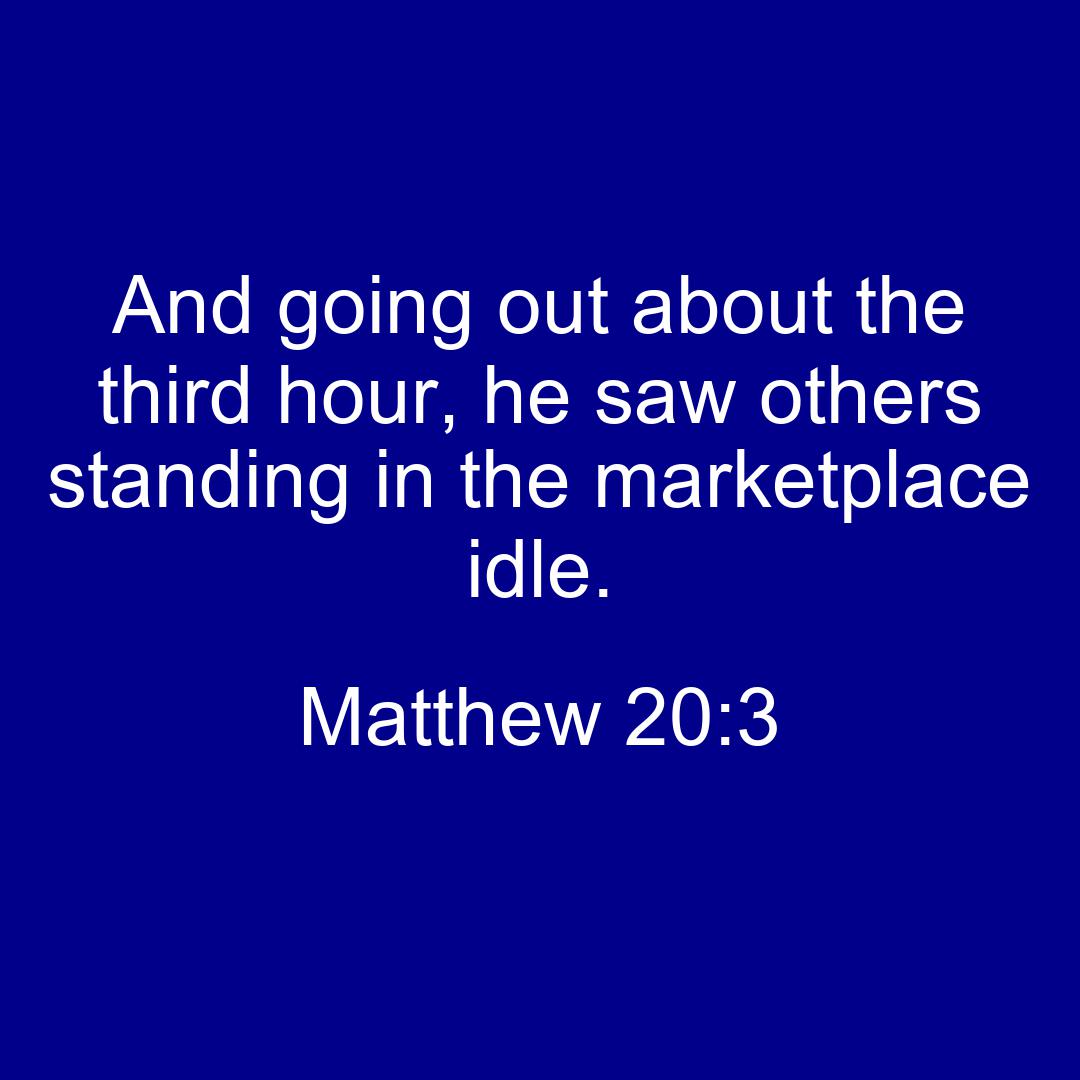 And going out about the
third hour, he saw others
standing in the marketplace
idle.
Matthew 20:3